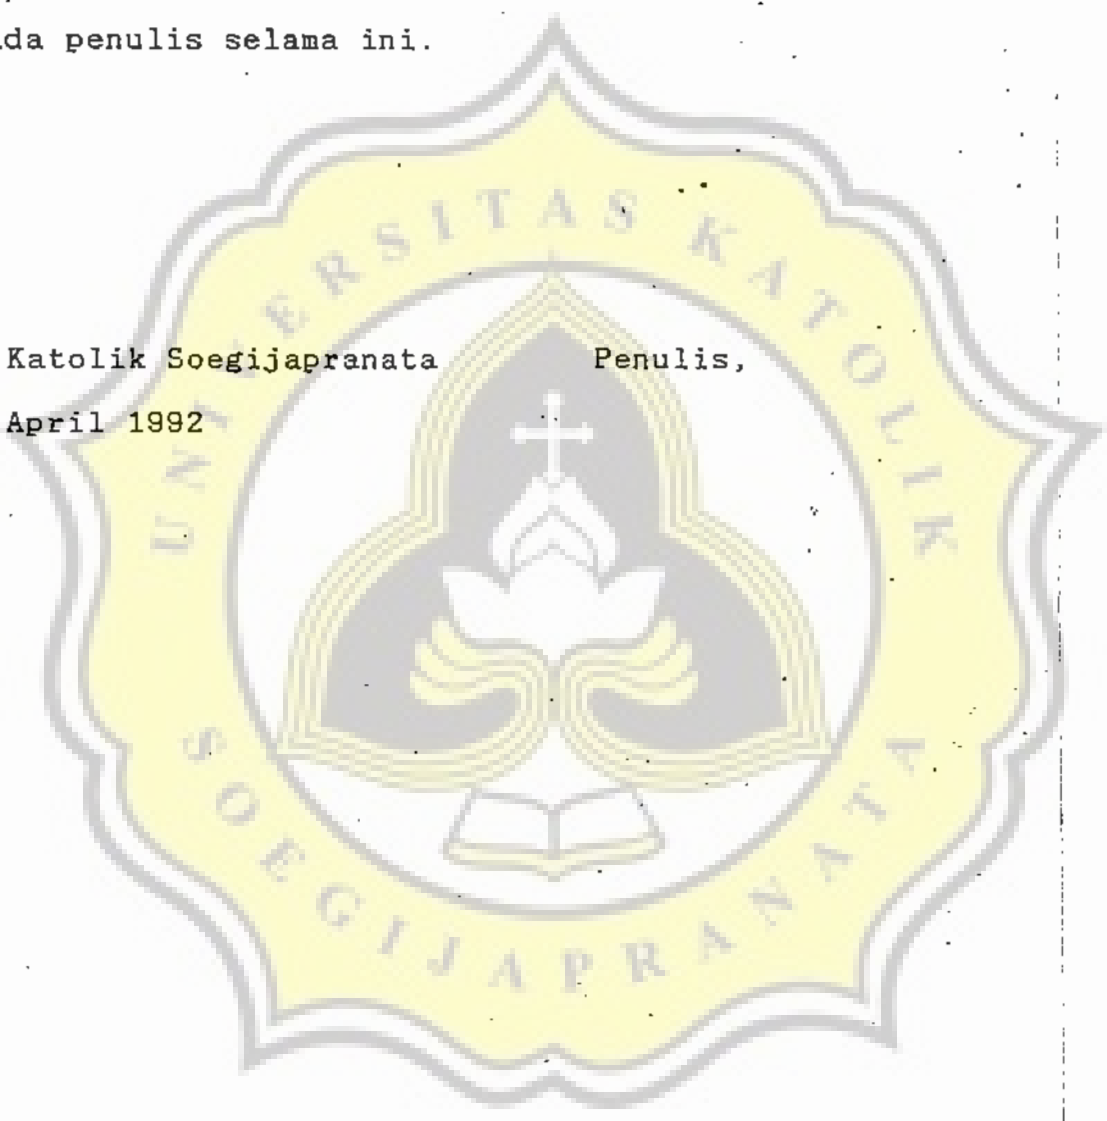 da penulis selama ini.
UNIVERSITAS KATOLIK
Katolik Soegijapranata Penulis,
April 1992
SOEGIJAPRANATA